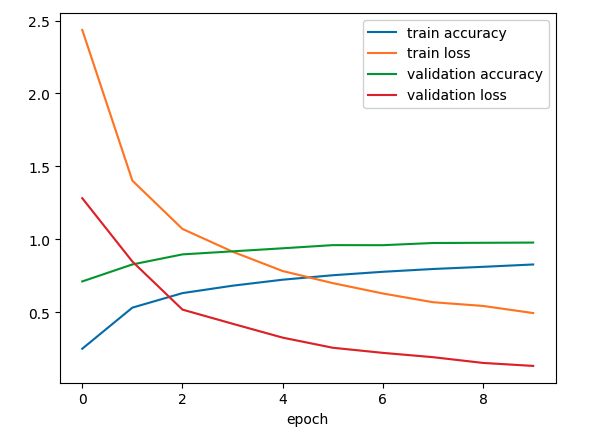 2.5
2.0
1.5
1.0
0.5
train accuracy
train loss
validation accuracy
validation loss
0 2 4 6 8
epoch